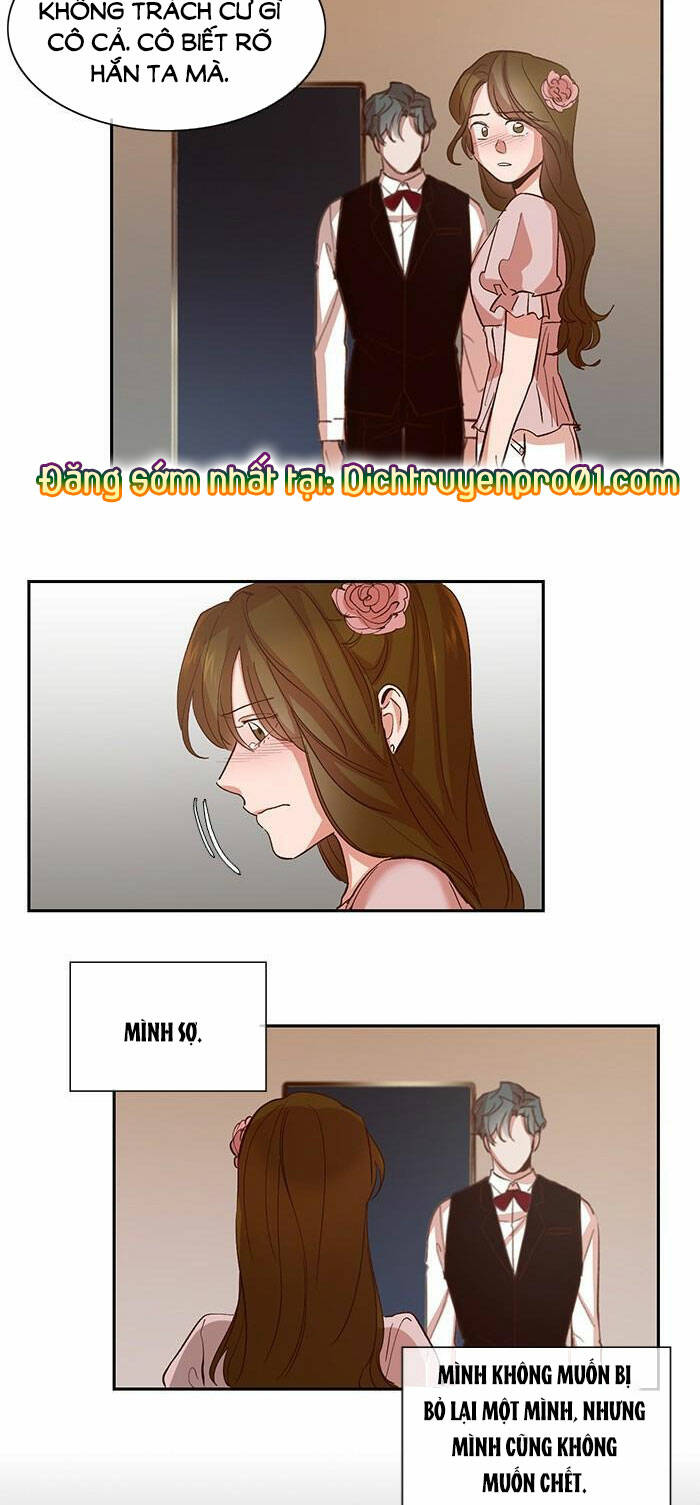 KHÔNG TRÁCH CỨ GÌ
CÔ CẢ. CÔ BIẾT RÕ
HẮN TA MÀ.
Đăng sớm nhất tại: Dichtruyenpro01.com
MÌNH SỢ.
MÌNH KHÔNG MUỐN BỊ
BỎ LẠI MỘT MÌNH, NHƯNG
MÌNH CŨNG KHÔNG
MUỐN CHẾT.